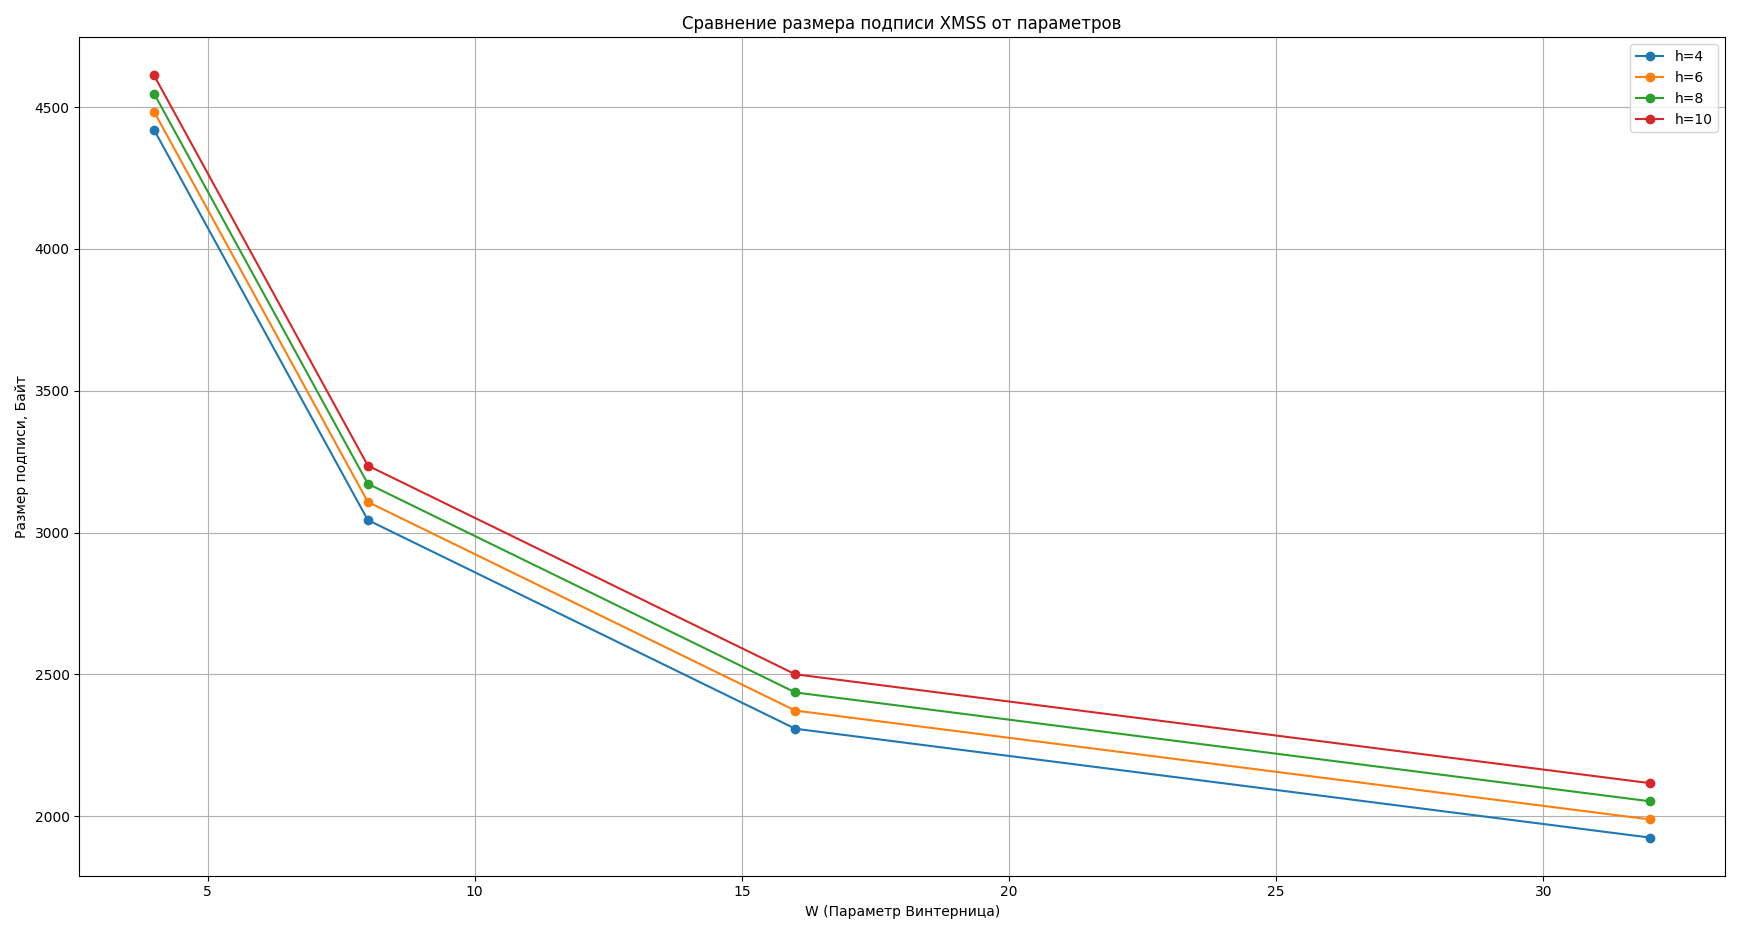 Сравнение размера подписи XMSS от параметров
h=4
h=6
h=8
h=10
4500
4000
3500
3000
2500
2000
Размер подписи, Байт
5 10 15 20 25 30
W (Параметр Винтерница)